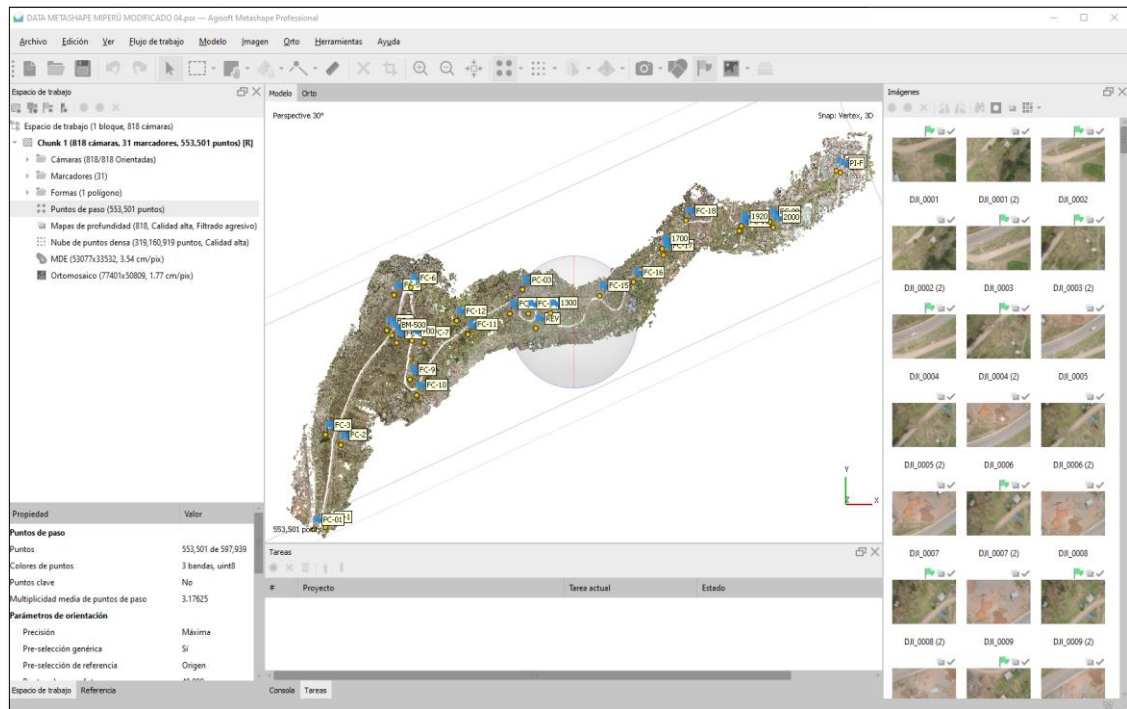 DATA METASHAPE MIPERÚ MODIFICADO 04.psx — Agisoft Metashape Professional
Archivo Edición Ver Flujo de trabajo Modelo Imagen Orto Herramientas Ayuda
Espacio de trabajo
Espacio de trabajo (1 bloque, 818 cámaras)
Chunk 1 (818 cámaras, 31 marcadores, 553,501 puntos) [R]
Cámaras (818/818 Orientadas)
Marcadores (31)
Formas (1 polígono)
Puntos de paso (553,501 puntos)
Mapas de profundidad (818, Calidad alta, Filtrado agresivo)
Nube de puntos densa (319,160,919 puntos, Calidad alta)
MDE (53077x33532, 3.54 cm/pix)
Ortomosaico (77401x50809, 1.77 cm/pix)
Propiedad Valor
Puntos de paso
Puntos 553,501 de 597,939
Colores de puntos 3 bandas, uint8
Puntos clave No
Multiplicidad media de puntos de paso 3.17625
Parámetros de orientación
Precisión Máxima
Pre-selección genérica Sí
Pre-selección de referencia Origen
Espacio de trabajo Referencia
Modelo Orto
Perspective 30° Snap: Vertex, 3D
PI-F
FC-18
1920
2000
1700
FC-17
FC-16
FC-15
FC-6
PC-03
1300
FC-12
REV
FC-11
BM-500
FC-7
FC-9
FC-10
FC-3
FC-2
PC-01
Y
Z X
553,501
Tareas
# Proyecto Tarea actual Estado
Consola Tareas
Imágenes
DJI_0001 DJI_0001 (2) DJI_0002
DJI_0002 (2) DJI_0003 DJI_0003 (2)
DJI_0004 DJI_0004 (2) DJI_0005
DJI_0005 (2) DJI_0006 DJI_0006 (2)
DJI_0007 DJI_0007 (2) DJI_0008
DJI_0008 (2) DJI_0009 DJI_0009 (2)